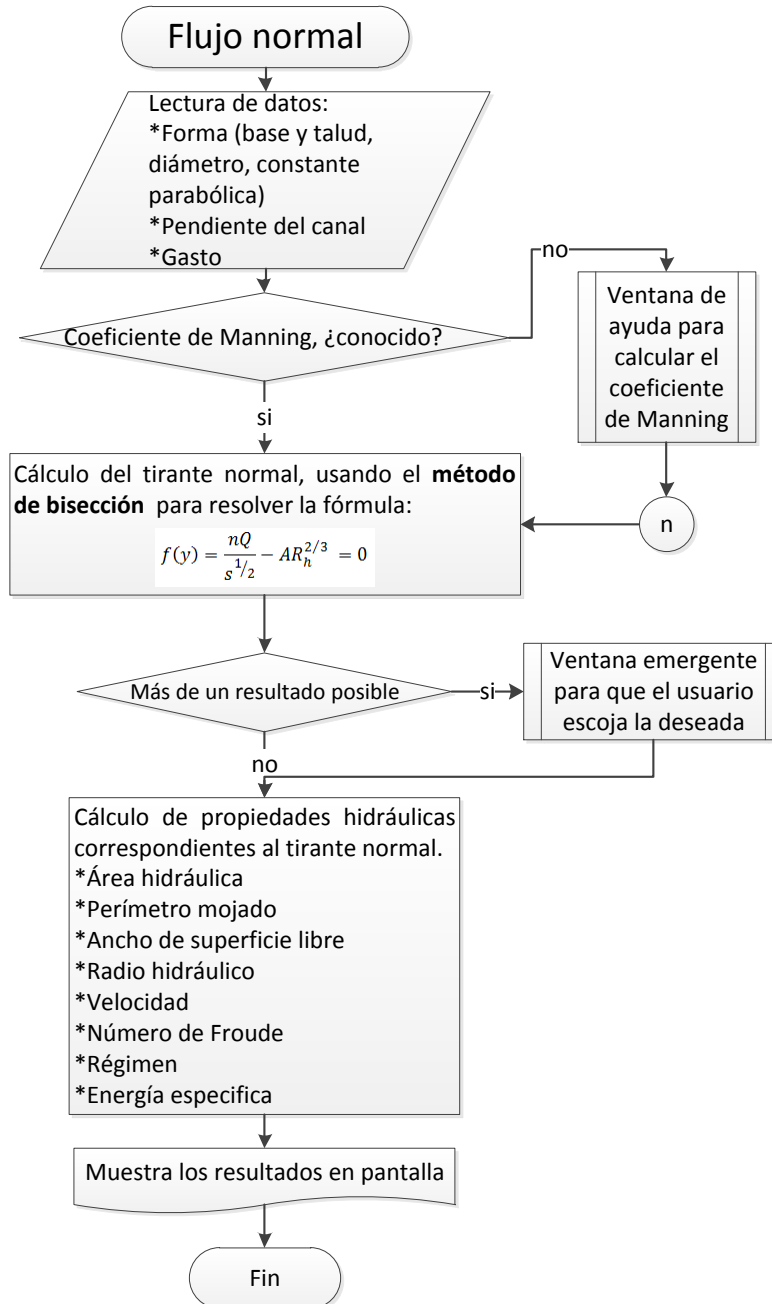 Flujo normal
Lectura de datos:
*Forma (base y talud,
diámetro, constante
parabólica)
*Pendiente del canal
*Gasto
no
Coeficiente de Manning, ¿conocido?
Ventana de
ayuda para
calcular el
coeficiente
de Manning
si
Cálculo del tirante normal, usando el método
de bisección para resolver la fórmula:
f(y) = nQ / s^{1/2} − AR_h^{2/3} = 0
n
Más de un resultado posible
si
Ventana emergente
para que el usuario
escoja la deseada
no
Cálculo de propiedades hidráulicas
correspondientes al tirante normal.
*Área hidráulica
*Perímetro mojado
*Ancho de superficie libre
*Radio hidráulico
*Velocidad
*Número de Froude
*Régimen
*Energía especifica
Muestra los resultados en pantalla
Fin